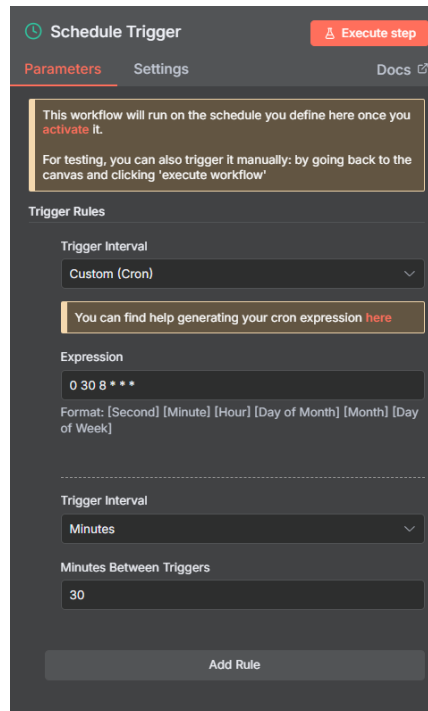 Schedule Trigger
Execute step
Parameters
Settings
Docs
This workflow will run on the schedule you define here once you
activate it.
For testing, you can also trigger it manually: by going back to the
canvas and clicking 'execute workflow'
Trigger Rules
Trigger Interval
Custom (Cron)
You can find help generating your cron expression here
Expression
0 30 8 * * *
Format: [Second] [Minute] [Hour] [Day of Month] [Month] [Day
of Week]
Trigger Interval
Minutes
Minutes Between Triggers
30
Add Rule